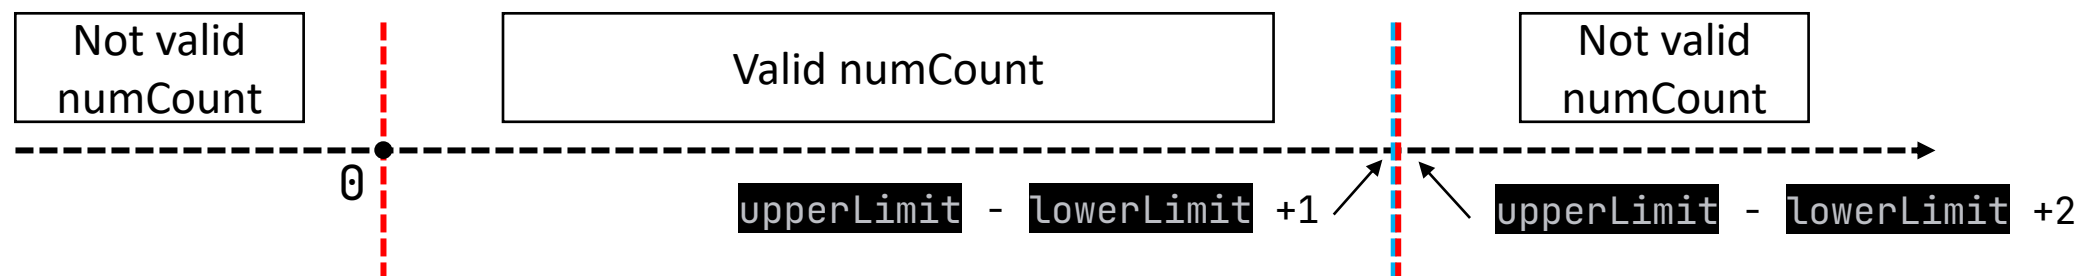 Not valid
numCount
Valid numCount
Not valid
numCount
0
upperLimit - lowerLimit +1
upperLimit - lowerLimit +2